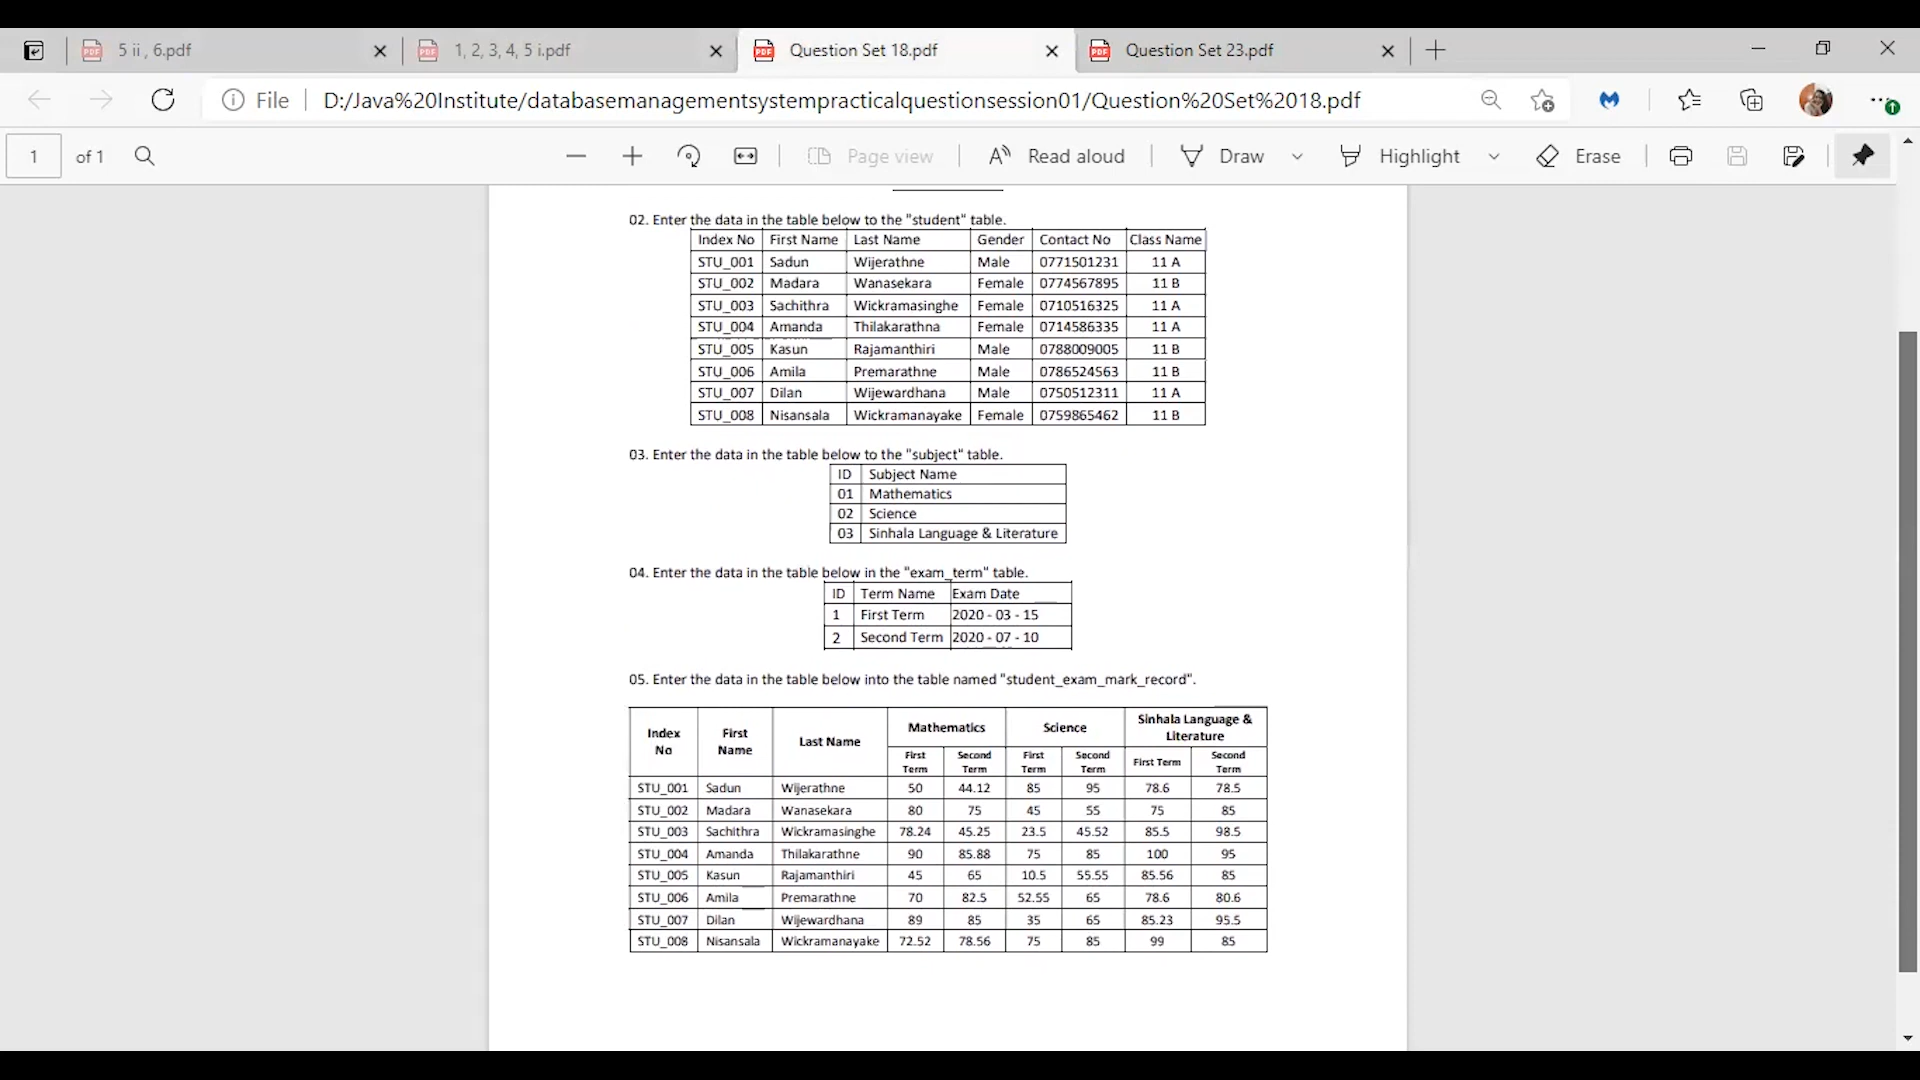 5 ii , 6.pdf
1, 2, 3, 4, 5 i.pdf
Question Set 18.pdf
Question Set 23.pdf
File
D:/Java%20Institute/databasemanagementsystempracticalquestionsession01/Question%20Set%2018.pdf
1 of 1
Page view
Read aloud
Draw
Highlight
Erase
02. Enter the data in the table below to the "student" table.
Index No First Name Last Name Gender Contact No Class Name
STU_001 Sadun Wijerathne Male 0771501231 11 A
STU_002 Madara Wanasekara Female 0774567895 11 B
STU_003 Sachithra Wickramasinghe Female 0710516325 11 A
STU_004 Amanda Thilakarathna Female 0714586335 11 A
STU_005 Kasun Rajamanthiri Male 0788009005 11 B
STU_006 Amila Premarathne Male 0786524563 11 B
STU_007 Dilan Wijewardhana Male 0750512311 11 A
STU_008 Nisansala Wickramanayake Female 0759865462 11 B
03. Enter the data in the table below to the "subject" table.
ID Subject Name
01 Mathematics
02 Science
03 Sinhala Language & Literature
04. Enter the data in the table below in the "exam_term" table.
ID Term Name Exam Date
1 First Term 2020 - 03 - 15
2 Second Term 2020 - 07 - 10
05. Enter the data in the table below into the table named "student_exam_mark_record".
Index No First Name Last Name Mathematics Science Sinhala Language & Literature
First Term Second Term First Term Second Term First Term Second Term
STU_001 Sadun Wijerathne 50 44.12 85 95 78.6 78.5
STU_002 Madara Wanasekara 80 75 45 55 75 85
STU_003 Sachithra Wickramasinghe 78.24 45.25 23.5 45.52 85.5 98.5
STU_004 Amanda Thilakarathne 90 85.88 75 85 100 95
STU_005 Kasun Rajamanthiri 45 65 10.5 55.55 85.56 85
STU_006 Amila Premarathne 70 82.5 52.55 65 78.6 80.6
STU_007 Dilan Wijewardhana 89 85 35 65 85.23 95.5
STU_008 Nisansala Wickramanayake 72.52 78.56 75 85 99 85